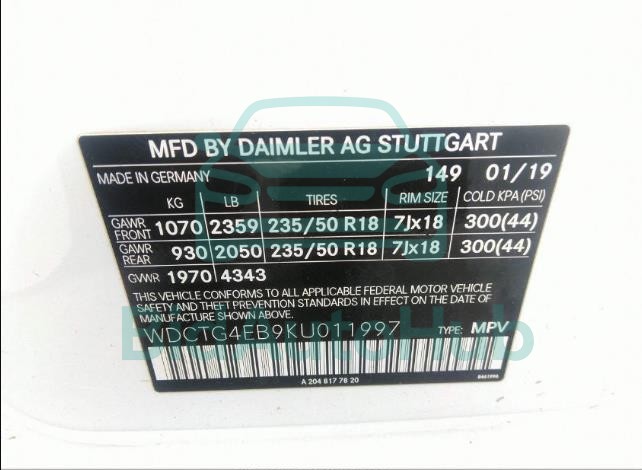 MFD BY DAIMLER AG STUTTGART
MADE IN GERMANY 149 01/19
KG LB TIRES RIM SIZE COLD KPA(PSI)
GAWR FRONT 1070 2359 235/50 R18 7Jx18 300(44)
GAWR REAR 930 2050 235/50 R18 7Jx18 300(44)
GVWR 1970 4343
THIS VEHICLE CONFORMS TO ALL APPLICABLE FEDERAL MOTOR VEHICLE
SAFETY AND THEFT PREVENTION STANDARDS IN EFFECT ON THE DATE OF
MANUFACTURE SHOWN ABOVE.
WDCTG4EB9KU011997 TYPE: MPV
BidAutoHub
A 204 817 78 20